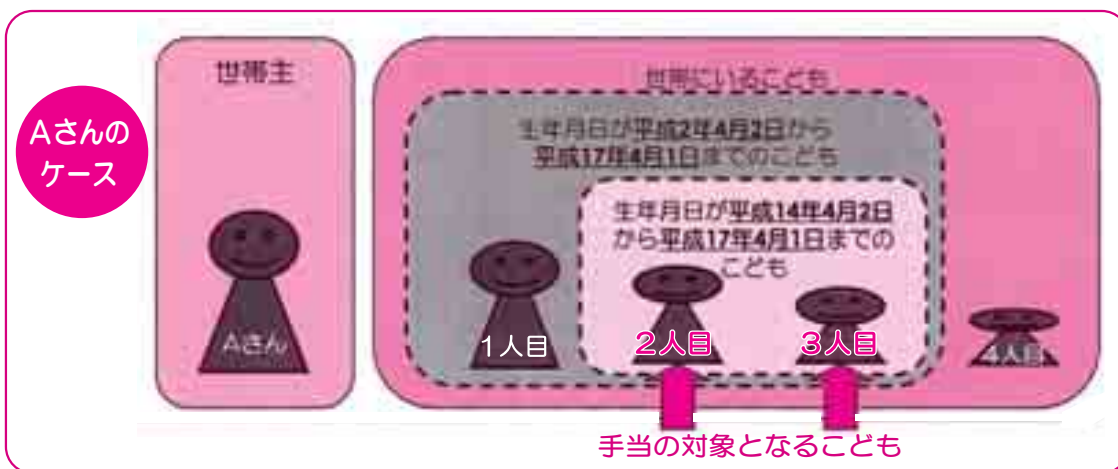 Aさんの
ケース
世帯主
Aさん
世帯にいるこども
生年月日が平成2年4月2日から
平成17年4月1日までのこども
生年月日が平成14年4月2日
から平成17年4月1日までの
こども
1人目
2人目
3人目
4人目
手当の対象となるこども